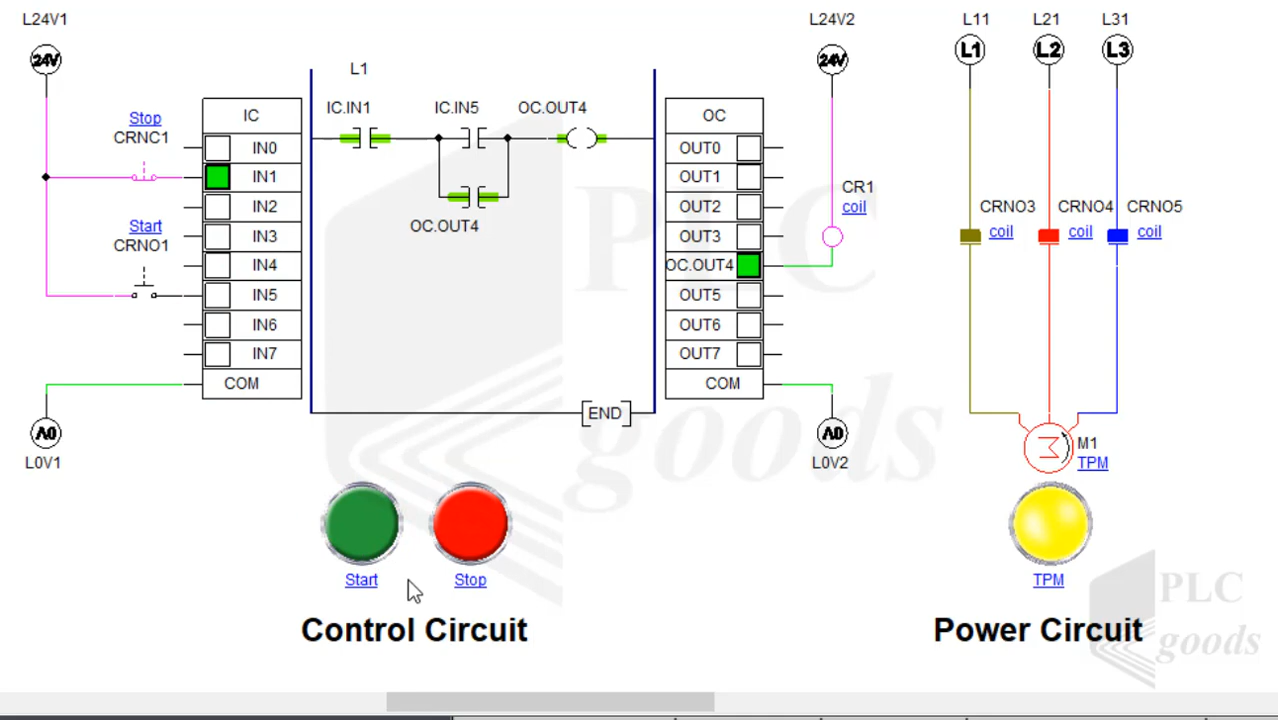 L24V1
24V
Stop
CRNC1
Start
CRNO1
A0
L0V1
IC
IN0
IN1
IN2
IN3
IN4
IN5
IN6
IN7
COM
L1
IC.IN1
IC.IN5
OC.OUT4
OC.OUT4
END
OC
OUT0
OUT1
OUT2
OUT3
OC.OUT4
OUT5
OUT6
OUT7
COM
L24V2
24V
CR1
coil
A0
L0V2
L11
L21
L31
L1
L2
L3
CRNO3
coil
CRNO4
coil
CRNO5
coil
M1
TPM
Start
Stop
Control Circuit
TPM
Power Circuit
PLC
goods
PLC
goods